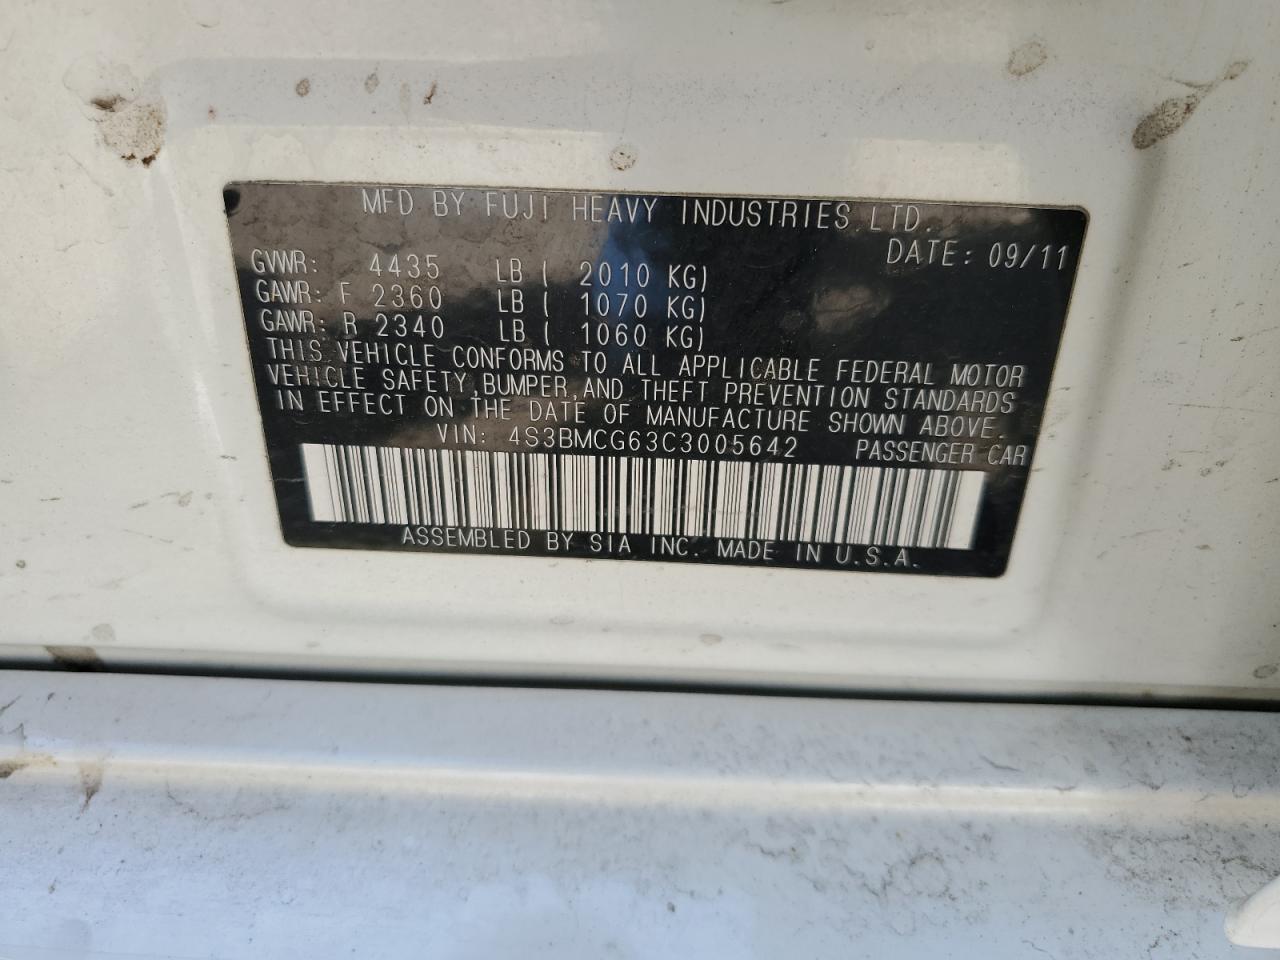 MFD BY FUJI HEAVY INDUSTRIES LTD.
DATE: 09/11
GVWR: 4435 LB ( 2010 KG)
GAWR: F 2360 LB ( 1070 KG)
GAWR: R 2340 LB ( 1060 KG)
THIS VEHICLE CONFORMS TO ALL APPLICABLE FEDERAL MOTOR
VEHICLE SAFETY, BUMPER, AND THEFT PREVENTION STANDARDS
IN EFFECT ON THE DATE OF MANUFACTURE SHOWN ABOVE.
VIN: 4S3BMCG63C3005642 PASSENGER CAR
ASSEMBLED BY SIA INC. MADE IN U.S.A.